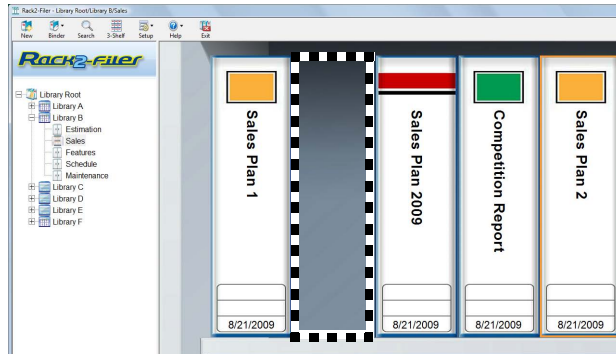 Rack2-Filer - Library Root/Library B/Sales
New
Binder
Search
3-Shelf
Setup
Help
Exit
Rack2-Filer
Library Root
Library A
Library B
Estimation
Sales
Features
Schedule
Maintenance
Library C
Library D
Library E
Library F
Sales Plan 1
8/21/2009
Sales Plan 2009
8/21/2009
Competition Report
8/21/2009
Sales Plan 2
8/21/2009